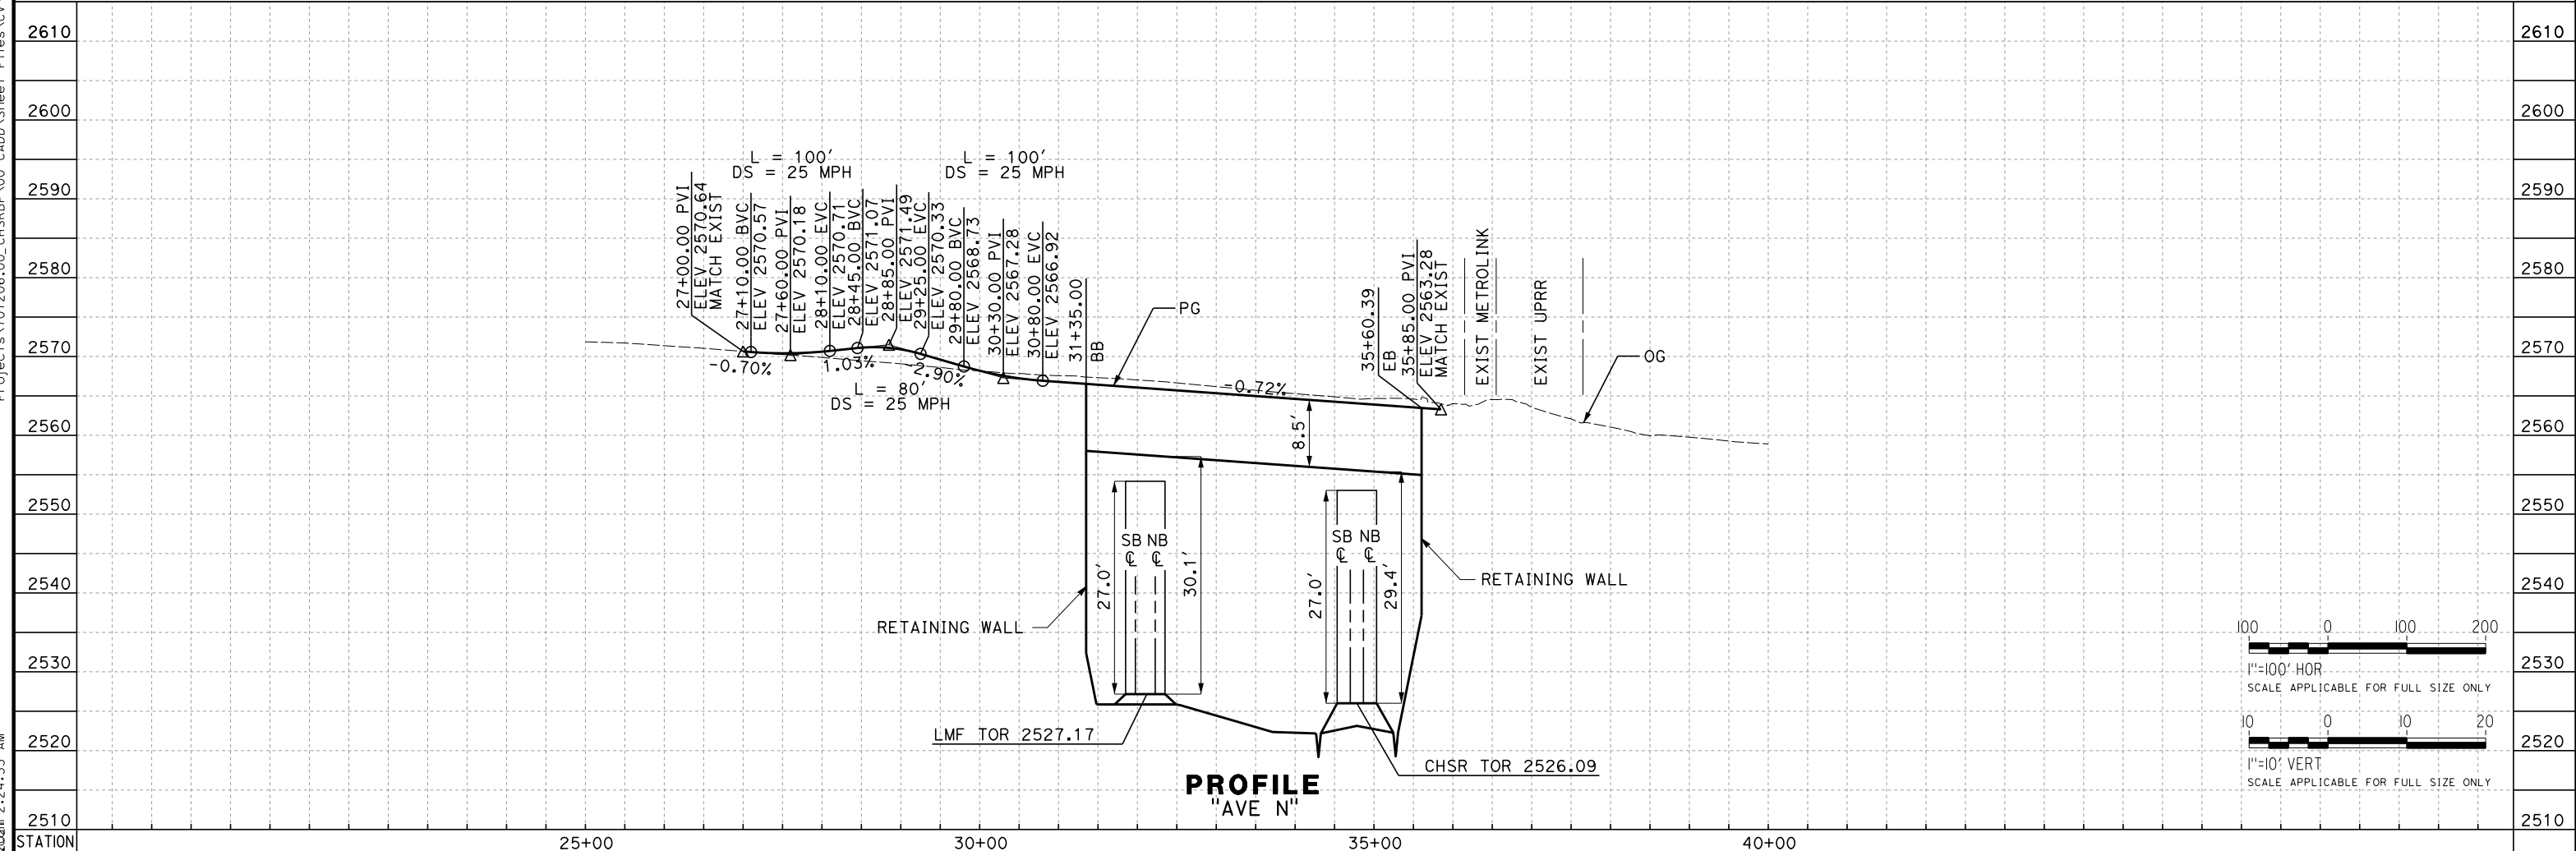 2610
2600
2590
2580
2570
2560
2550
2540
2530
2520
2510
STATION
25+00
30+00
35+00
40+00
2610
2600
2590
2580
2570
2560
2550
2540
2530
2520
2510
L = 100'
DS = 25 MPH
L = 100'
DS = 25 MPH
27+00.00 PVI
ELEV 2570.64
MATCH EXIST
27+10.00 BVC
ELEV 2570.57
27+60.00 PVI
ELEV 2570.18
28+10.00 EVC
ELEV 2570.71
28+45.00 BVC
ELEV 2571.07
28+85.00 PVI
ELEV 2571.49
29+25.00 EVC
ELEV 2570.33
29+80.00 BVC
ELEV 2568.73
30+30.00 PVI
ELEV 2567.28
30+80.00 EVC
ELEV 2566.92
31+35.00
BB
PG
35+60.39
EB
35+85.00 PVI
ELEV 2563.28
MATCH EXIST
EXIST METROLINK
EXIST UPRR
OG
-0.70%
1.03%
-2.90%
-0.72%
L = 80'
DS = 25 MPH
8.5'
SB NB
℄ ℄
27.0'
30.1'
SB NB
℄ ℄
27.0'
29.4'
RETAINING WALL
RETAINING WALL
LMF TOR 2527.17
CHSR TOR 2526.09
PROFILE
"AVE N"
100 0 100 200
1"=100' HOR
SCALE APPLICABLE FOR FULL SIZE ONLY
10 0 10 20
1"=10' VERT
SCALE APPLICABLE FOR FULL SIZE ONLY